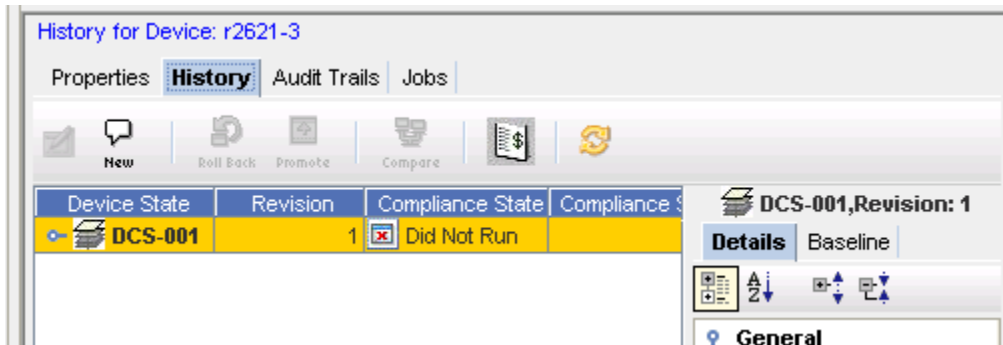 History for Device: r2621-3
Properties History Audit Trails Jobs
New Roll Back Promote Compare $
Device State Revision Compliance State Compliance S
DCS-001 1 Did Not Run
DCS-001,Revision: 1
Details Baseline
A Z
General